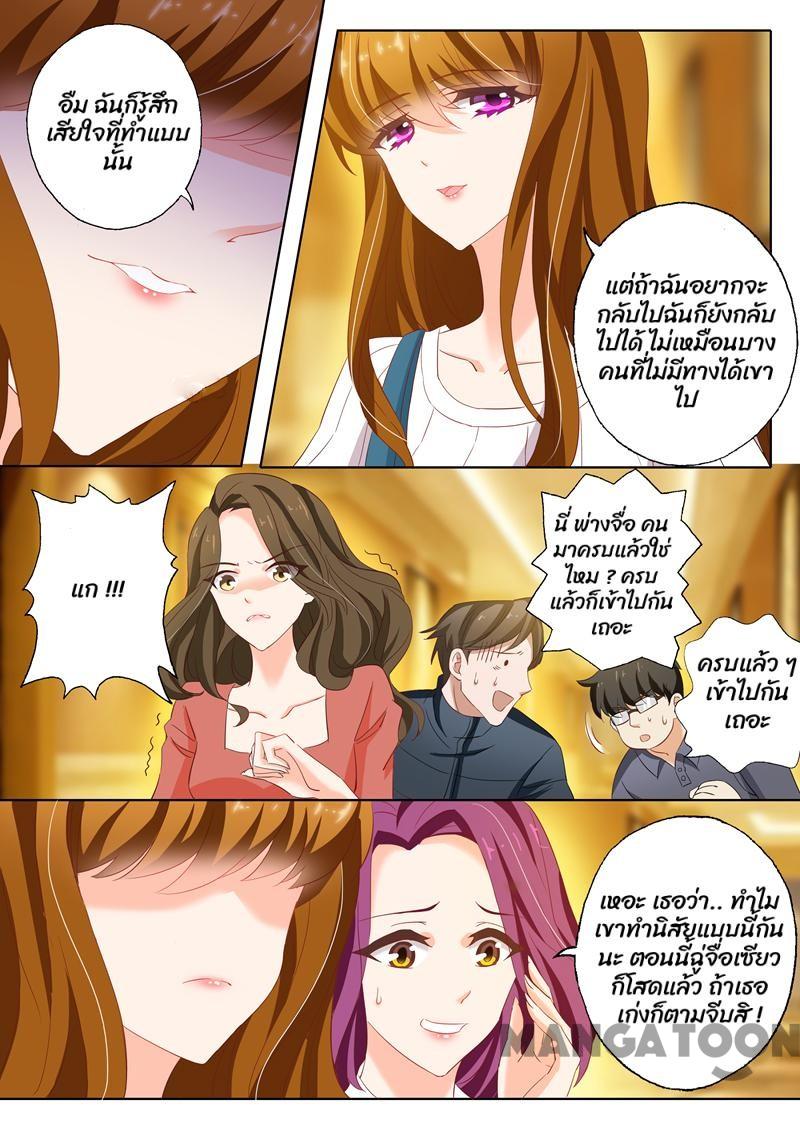 อืม ฉันก็รู้สึก
เสียใจที่ทำแบบ
นั้น
แต่ถ้าฉันอยากจะ
กลับไปฉันก็ยังกลับ
ไปได้ ไม่เหมือนบาง
คนที่ไม่มีทางได้เขา
ไป
แก !!!
นี่ พ่างจื่อ คน
มาครบแล้วใช่
ไหม ? ครบ
แล้วก็เข้าไปกัน
เถอะ
ครบแล้ว ๆ
เข้าไปกัน
เถอะ
เหอะ เธอว่า.. ทำไม
เขาทำนิสัยแบบนี้กัน
นะ ตอนนี้ฉู่จื่อเซียว
ก็โสดแล้ว ถ้าเธอ
เก่งก็ตามจีบสิ !
MANGATOON